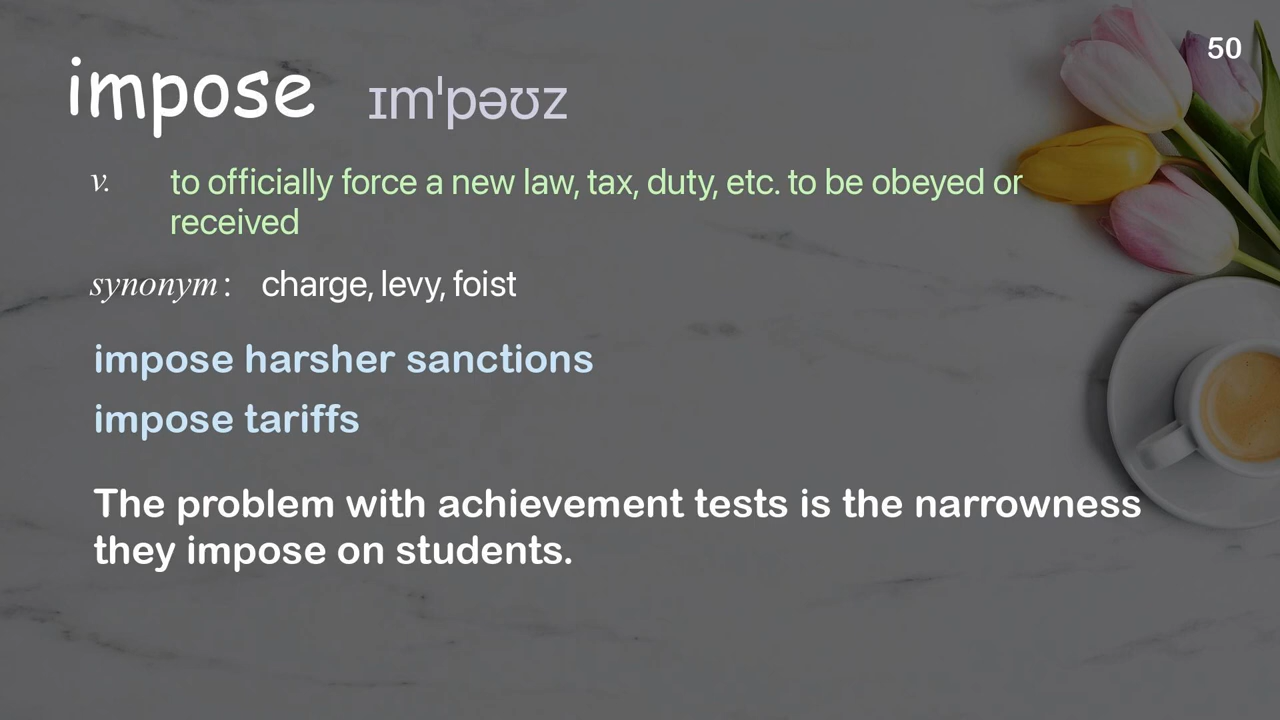 50
impose ɪmˈpəʊz
v. to officially force a new law, tax, duty, etc. to be obeyed or
received
synonym : charge, levy, foist
impose harsher sanctions
impose tariffs
The problem with achievement tests is the narrowness
they impose on students.